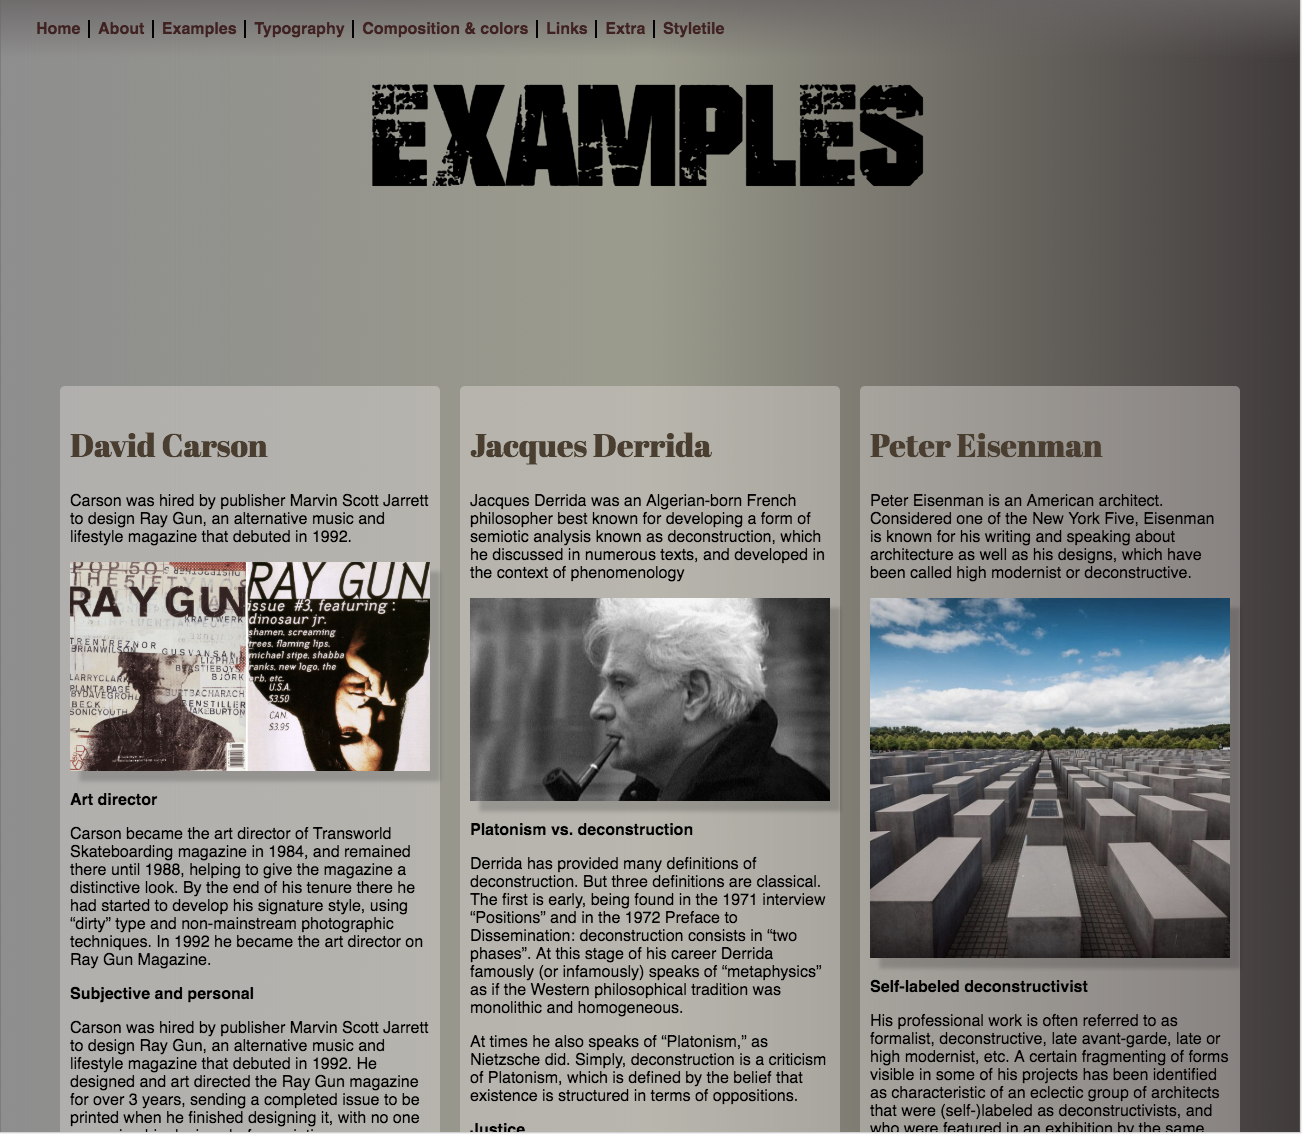 Home | About | Examples | Typography | Composition & colors | Links | Extra | Styletile
EXAMPLES
David Carson
Carson was hired by publisher Marvin Scott Jarrett
to design Ray Gun, an alternative music and
lifestyle magazine that debuted in 1992.
RAY GUN
KRAFTWERK
TRENTREZNOR
BRIANWILSON
GUSVANSANT
LIZPHAIR
BEASTIEBOYS
BJORK
LARRYCLARK
PLANTAPAGE
BYDAVEGROHL
BECK
SONICYOUTH
BURTBACHARACH
BENSTILLER
JAKEBURTON
RAY GUN
issue #3, featuring :
dinosaur jr.
shamen, screaming
trees, flaming lips,
michael stipe, shabba
ranks, new logo, the
orb, etc.
U.S.A.
$3.50
CAN.
$3.95
Art director
Carson became the art director of Transworld
Skateboarding magazine in 1984, and remained
there until 1988, helping to give the magazine a
distinctive look. By the end of his tenure there he
had started to develop his signature style, using
“dirty” type and non-mainstream photographic
techniques. In 1992 he became the art director on
Ray Gun Magazine.
Subjective and personal
Carson was hired by publisher Marvin Scott Jarrett
to design Ray Gun, an alternative music and
lifestyle magazine that debuted in 1992. He
designed and art directed the Ray Gun magazine
for over 3 years, sending a completed issue to be
printed when he finished designing it, with no one
Jacques Derrida
Jacques Derrida was an Algerian-born French
philosopher best known for developing a form of
semiotic analysis known as deconstruction, which
he discussed in numerous texts, and developed in
the context of phenomenology
Platonism vs. deconstruction
Derrida has provided many definitions of
deconstruction. But three definitions are classical.
The first is early, being found in the 1971 interview
“Positions” and in the 1972 Preface to
Dissemination: deconstruction consists in “two
phases”. At this stage of his career Derrida
famously (or infamously) speaks of “metaphysics”
as if the Western philosophical tradition was
monolithic and homogeneous.
At times he also speaks of “Platonism,” as
Nietzsche did. Simply, deconstruction is a criticism
of Platonism, which is defined by the belief that
existence is structured in terms of oppositions.
Justice
Peter Eisenman
Peter Eisenman is an American architect.
Considered one of the New York Five, Eisenman
is known for his writing and speaking about
architecture as well as his designs, which have
been called high modernist or deconstructive.
Self-labeled deconstructivist
His professional work is often referred to as
formalist, deconstructive, late avant-garde, late or
high modernist, etc. A certain fragmenting of forms
visible in some of his projects has been identified
as characteristic of an eclectic group of architects
that were (self-)labeled as deconstructivists, and
who were featured in an exhibition by the same